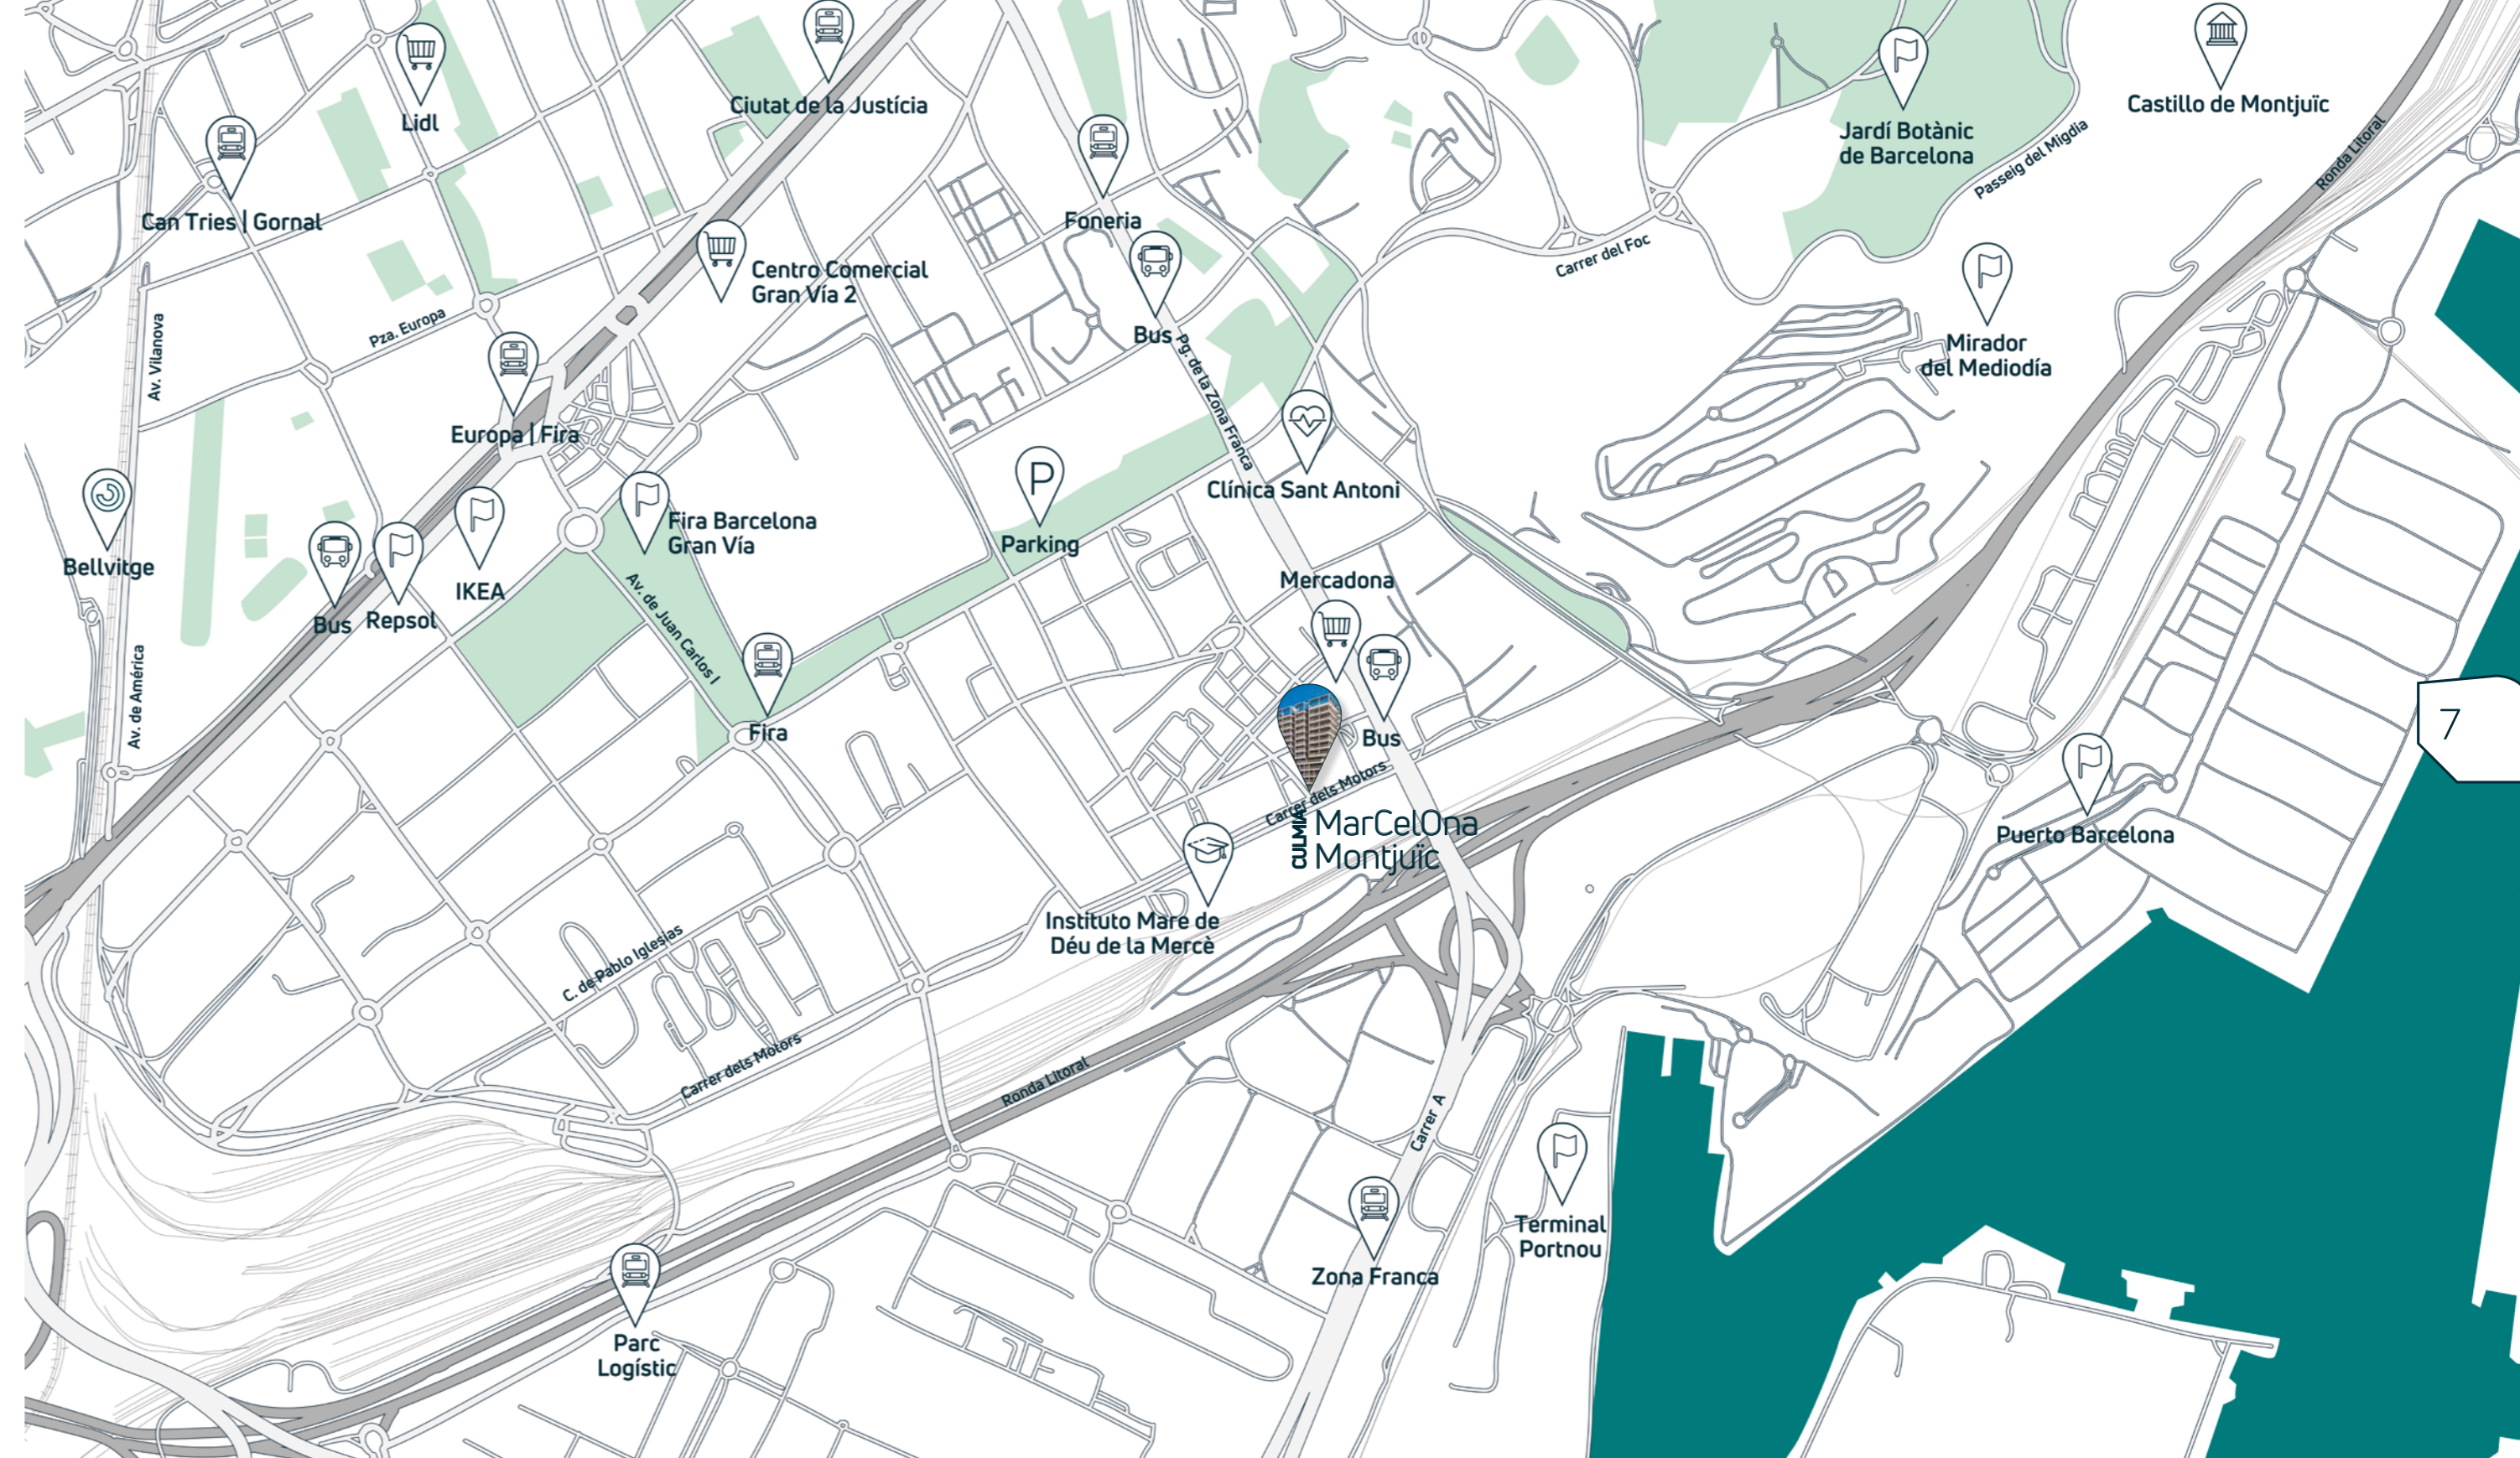 Lidl
Ciutat de la Justícia
Castillo de Montjuïc
Jardí Botànic
de Barcelona
Passeig del Migdia
Ronda Litoral
Can Tries | Gornal
Foneria
Carrer del Foc
Centro Comercial
Gran Vía 2
Pza. Europa
Av. Vilanova
Bus
Pg. de la Zona Franca
Mirador
del Mediodía
Europa | Fira
Clínica Sant Antoni
P
Parking
Fira Barcelona
Gran Vía
Bellvitge
IKEA
Repsol
Bus
Mercadona
Av. de Juan Carlos I
Av. de América
Fira
Bus
7
Carrer dels Motors
CULMIA
MarCelOna
Montjuïc
Puerto Barcelona
Instituto Mare de
Déu de la Mercè
C. de Pablo Iglesias
Carrer dels Motors
Ronda Litoral
Carrer A
Terminal
Portnou
Zona Franca
Parc
Logístic